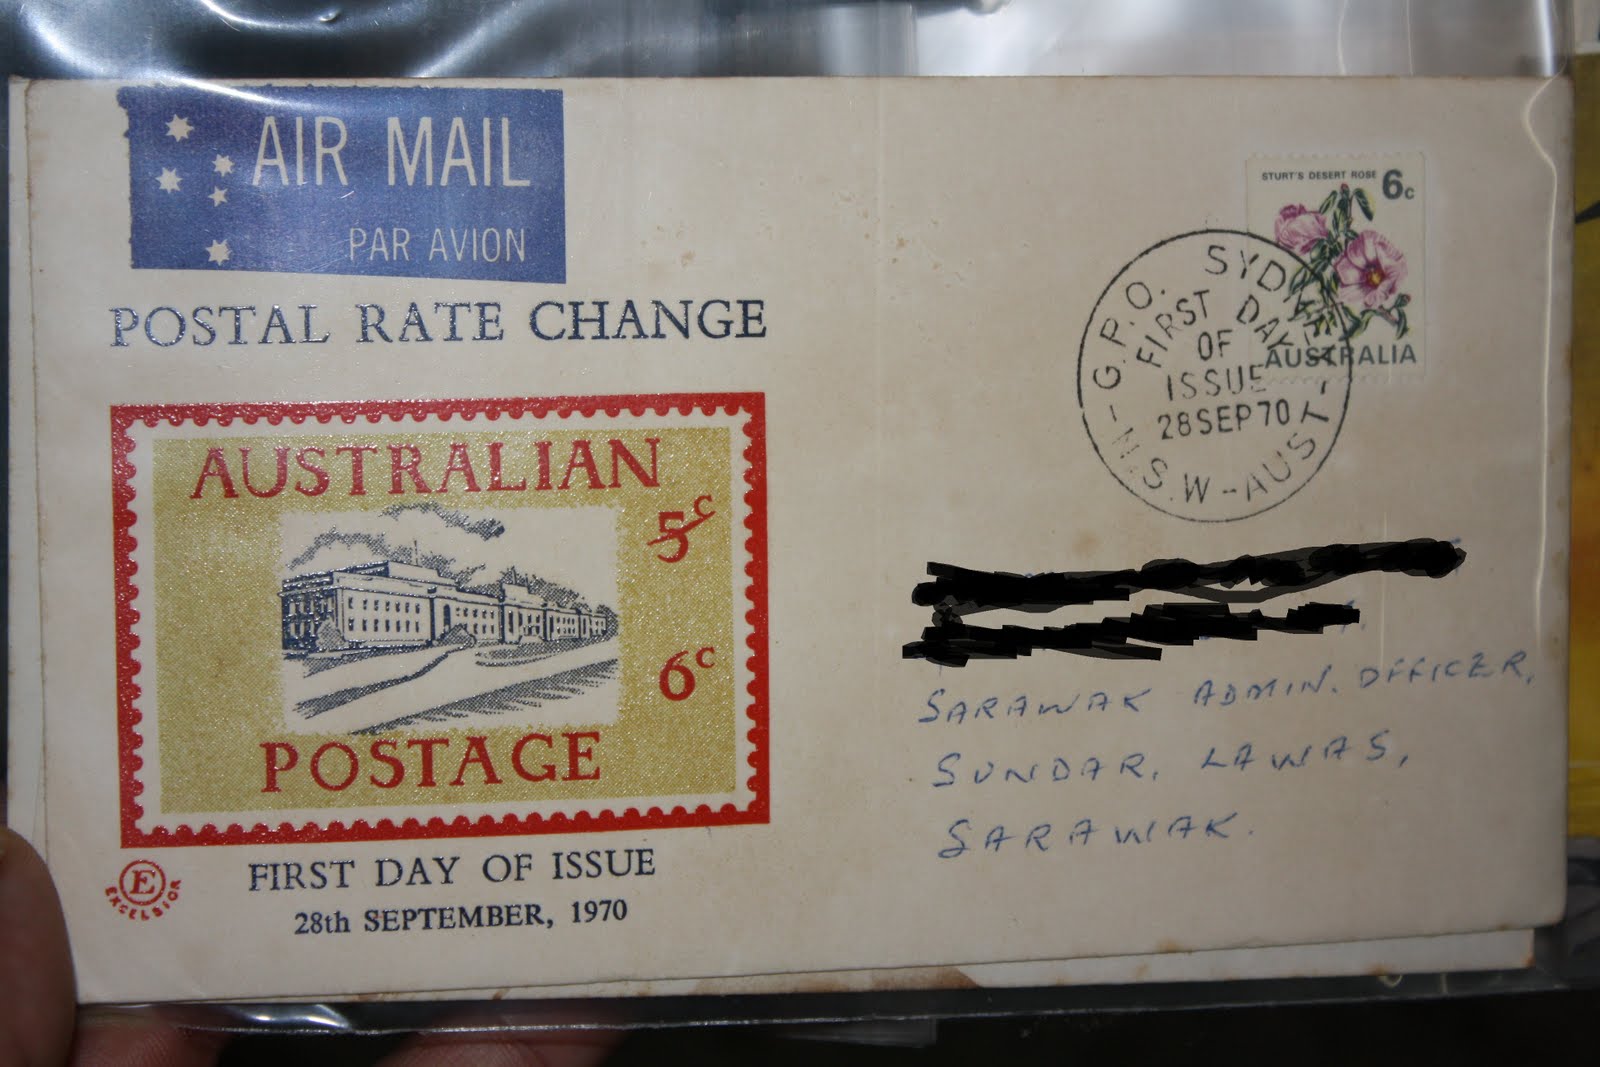 AIR MAIL
PAR AVION
POSTAL RATE CHANGE
AUSTRALIAN
5c
6c
POSTAGE
E
EXCELSIOR
FIRST DAY OF ISSUE
28th SEPTEMBER, 1970
STURT'S DESERT ROSE 6c
AUSTRALIA
G.P.O. SYDNEY
FIRST DAY
OF
ISSUE
28 SEP 70
-N.S.W-AUST-
SARAWAK ADMIN. OFFICER,
SUNDAR, LAWAS,
SARAWAK.